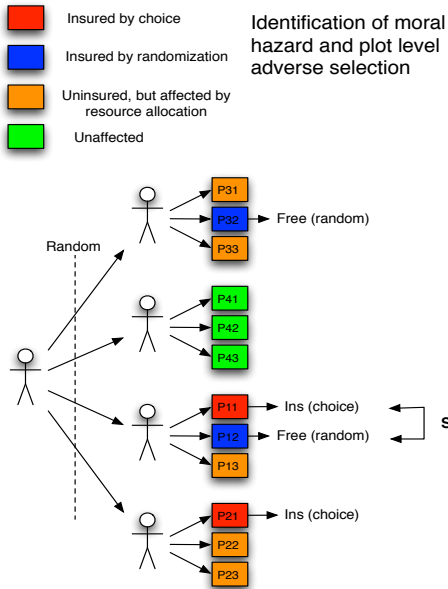 Insured by choice
Identification of moral
hazard and plot level
adverse selection
Insured by randomization
Uninsured, but affected by
resource allocation
Unaffected
P31
Random
P32
Free (random)
P33
P41
P42
P43
P11
Ins (choice)
S
P12
Free (random)
P13
P21
Ins (choice)
P22
P23